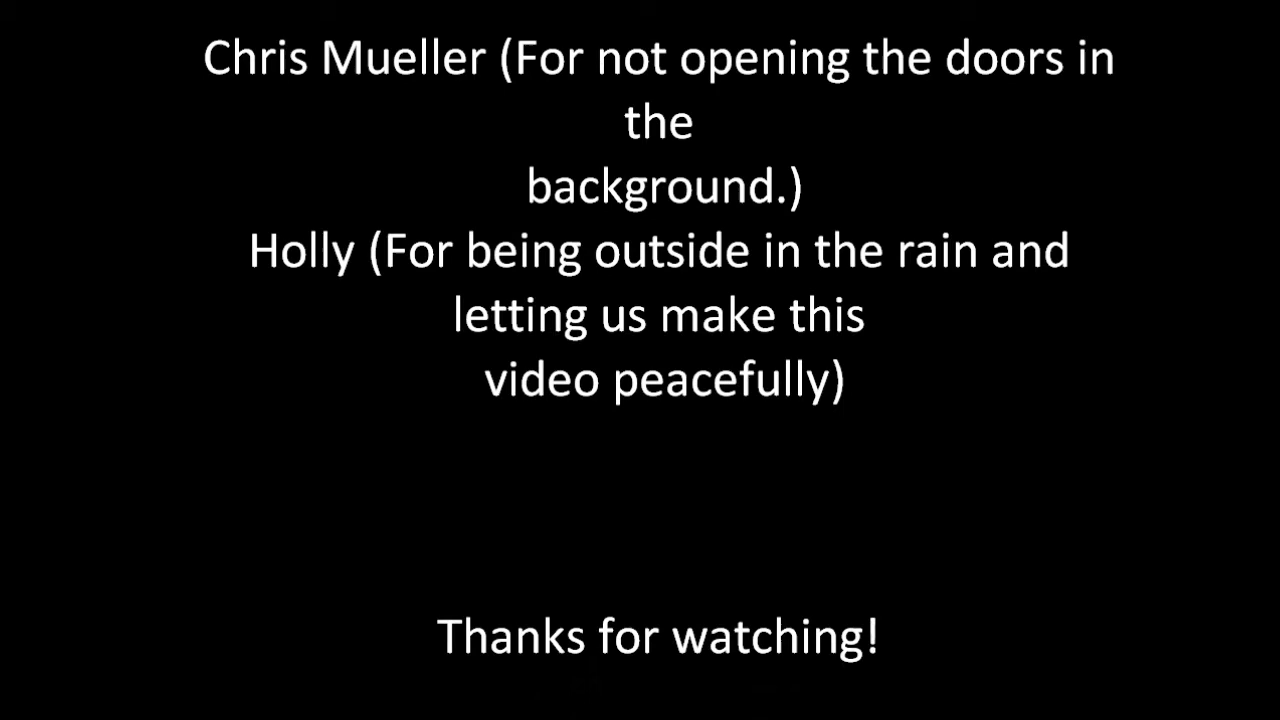 Chris Mueller (For not opening the doors in
the
background.)
Holly (For being outside in the rain and
letting us make this
video peacefully)
Thanks for watching!